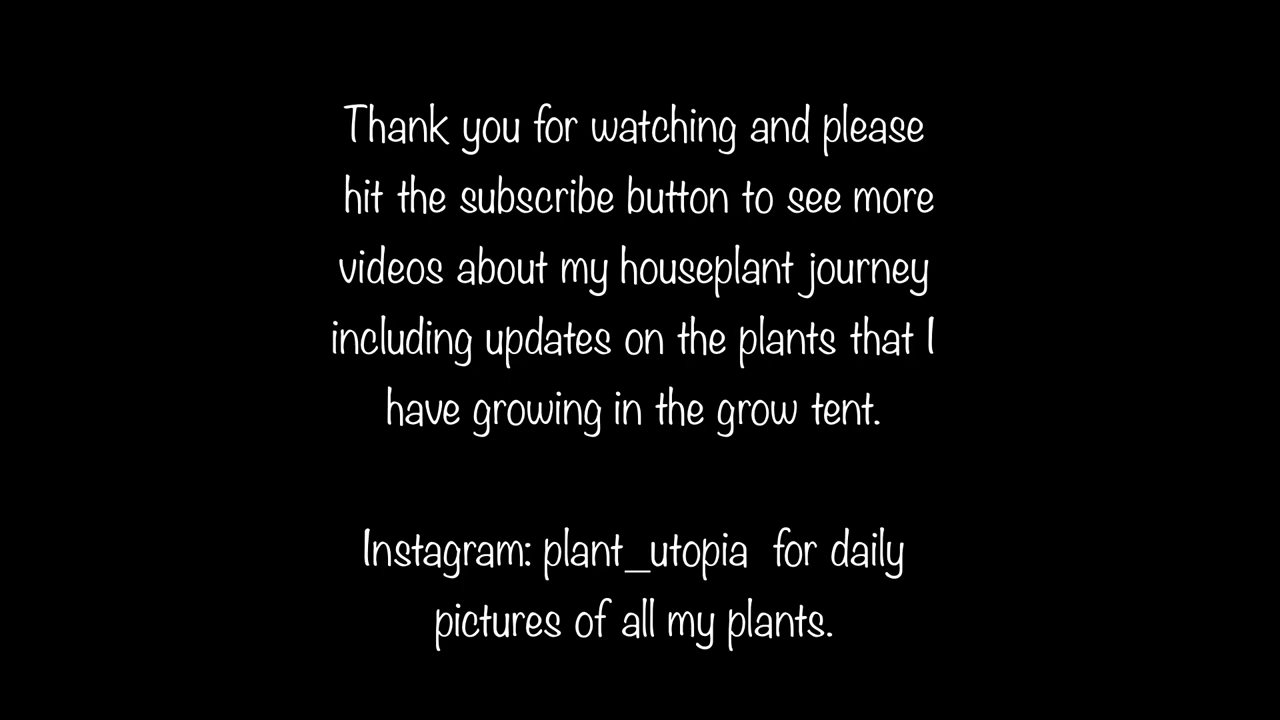 Thank you for watching and please
hit the subscribe button to see more
videos about my houseplant journey
including updates on the plants that I
have growing in the grow tent.
Instagram: plant_utopia for daily
pictures of all my plants.